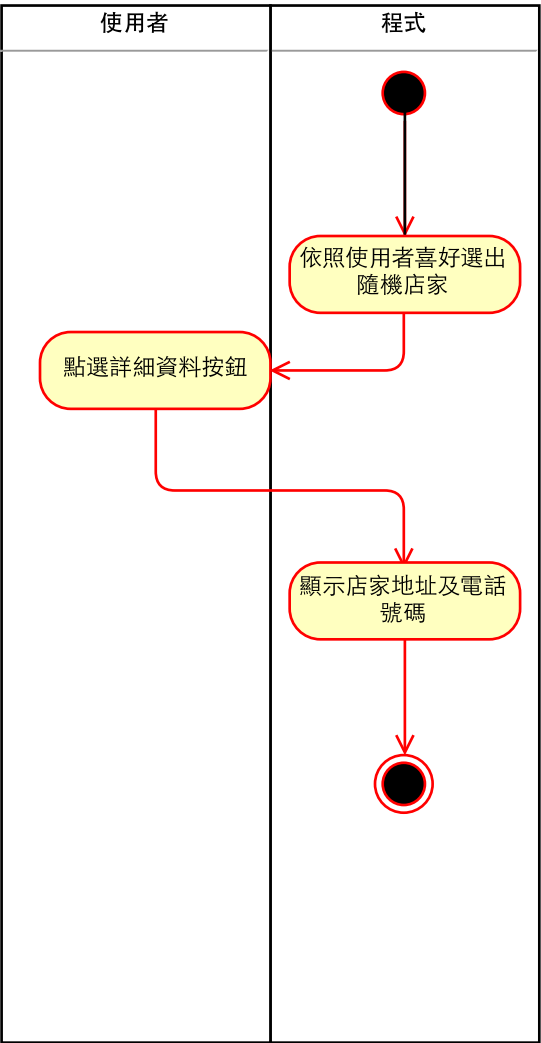 使用者
程式
依照使用者喜好選出
隨機店家
點選詳細資料按鈕
顯示店家地址及電話
號碼